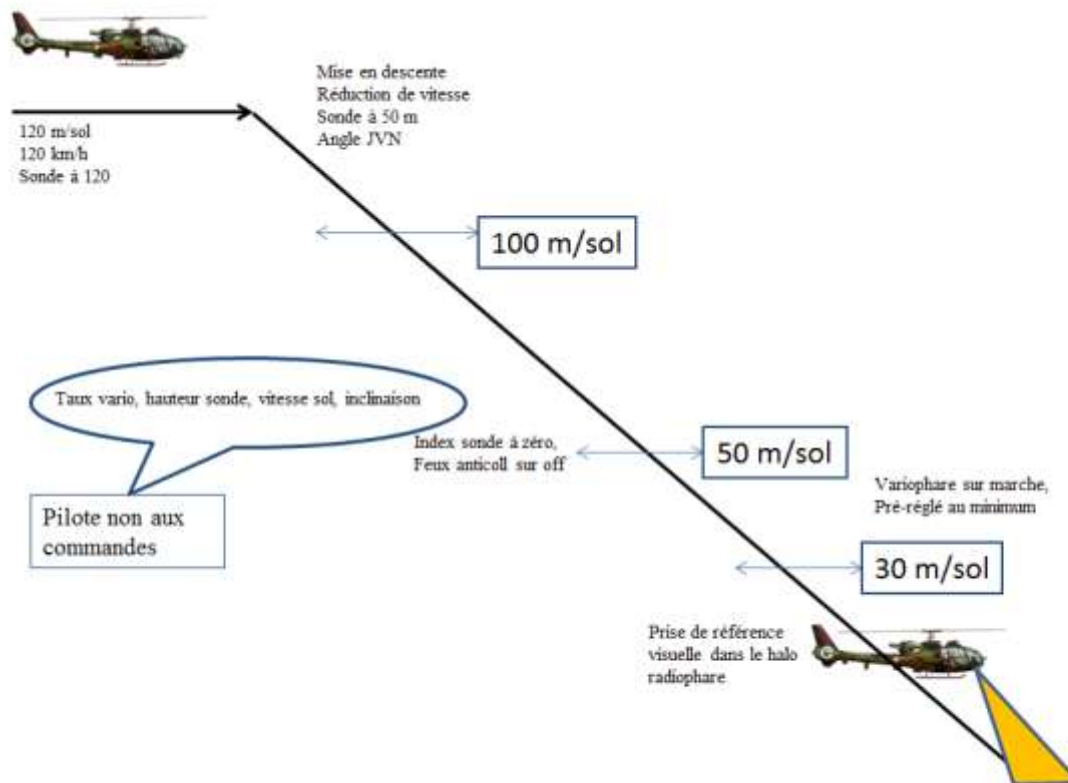 Mise en descente
Réduction de vitesse
Sonde à 50 m
Angle JVN
120 m/sol
120 km/h
Sonde à 120
100 m/sol
Taux vario, hauteur sonde, vitesse sol, inclinaison
Index sonde à zéro,
Feux anticoll sur off
50 m/sol
Variophare sur marche,
Pré-réglé au minimum
Pilote non aux
commandes
30 m/sol
Prise de référence
visuelle dans le halo
radiophare